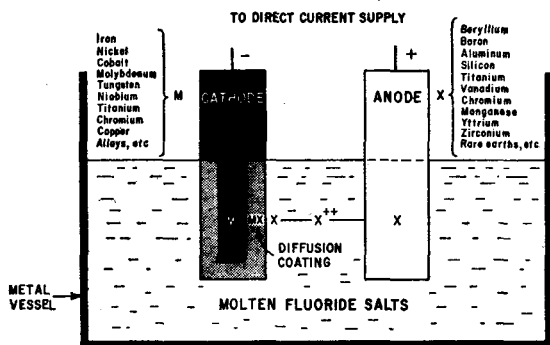 TO DIRECT CURRENT SUPPLY
Iron
Nickel
Cobalt
Molybdenum
Tungsten
Niobium
Titanium
Chromium
Copper
Alloys, etc
M
−
CATHODE
+
ANODE
X
Beryllium
Boron
Aluminum
Silicon
Titanium
Vanadium
Chromium
Manganese
Yttrium
Zirconium
Rare earths, etc.
MX X — X++ — X
DIFFUSION
COATING
METAL
VESSEL
MOLTEN FLUORIDE SALTS